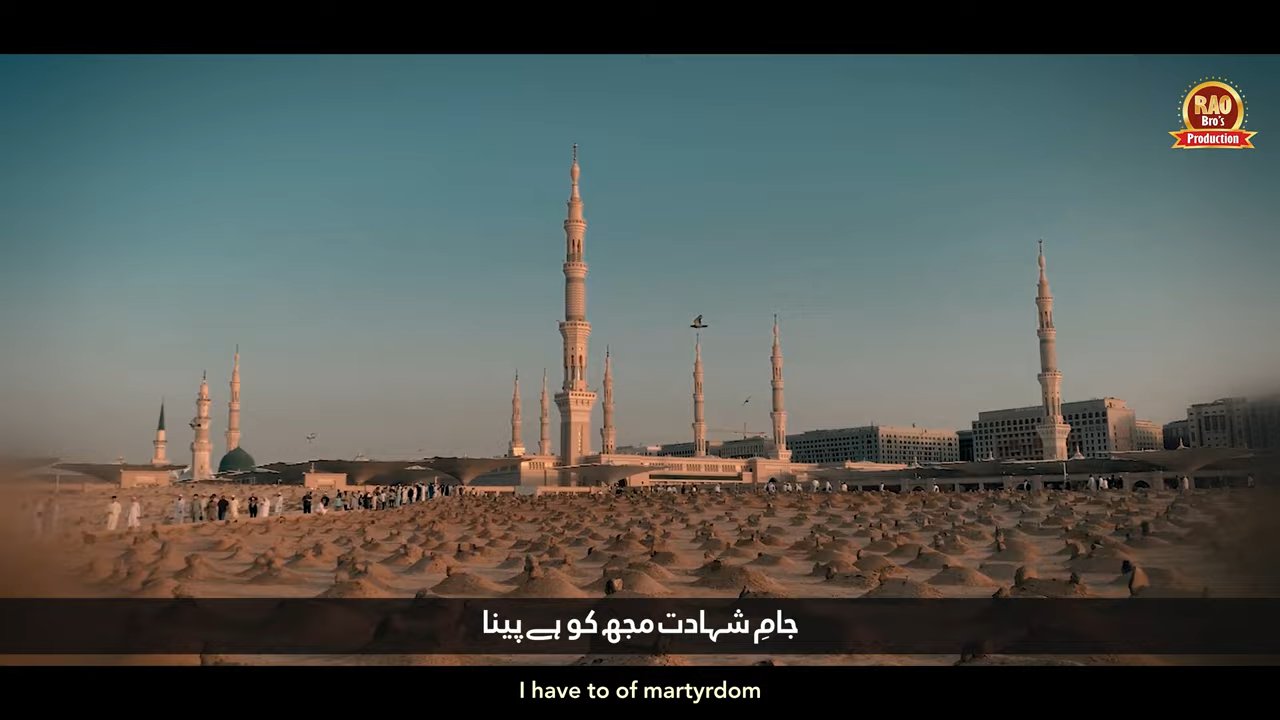 RAO
Bro's
Production
جامِ شہادت مجھ کو ہے پینا
I have to of martyrdom